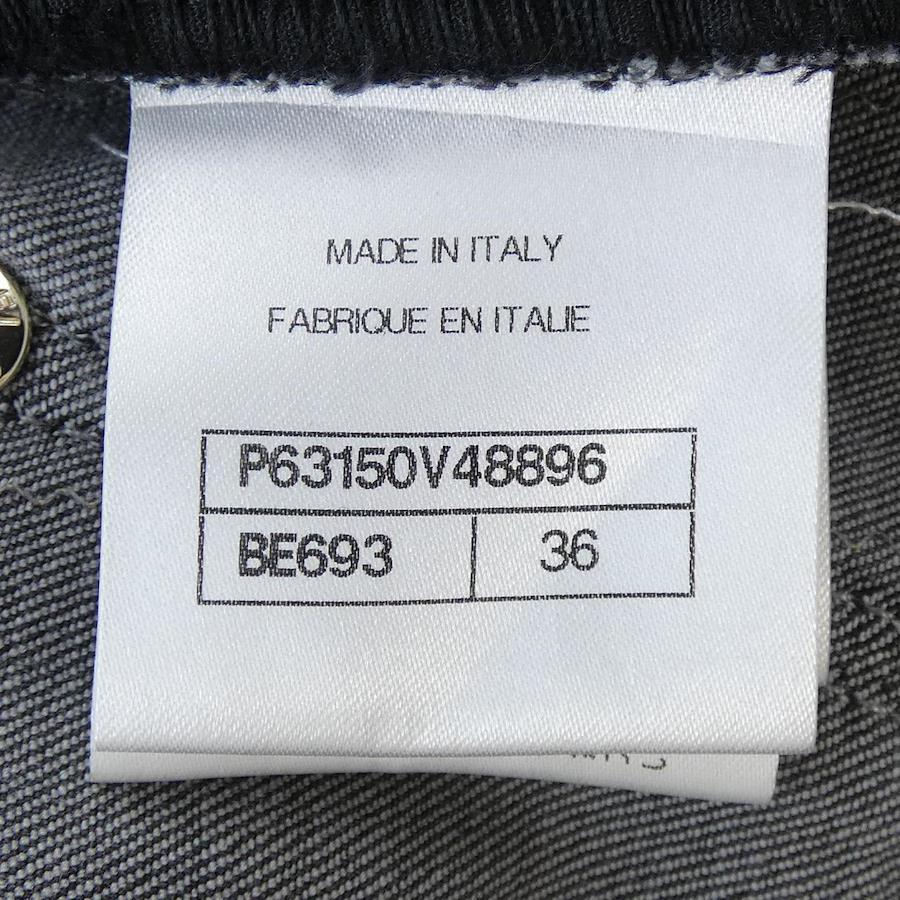 MADE IN ITALY
FABRIQUE EN ITALIE
P63150V48896
BE693 36